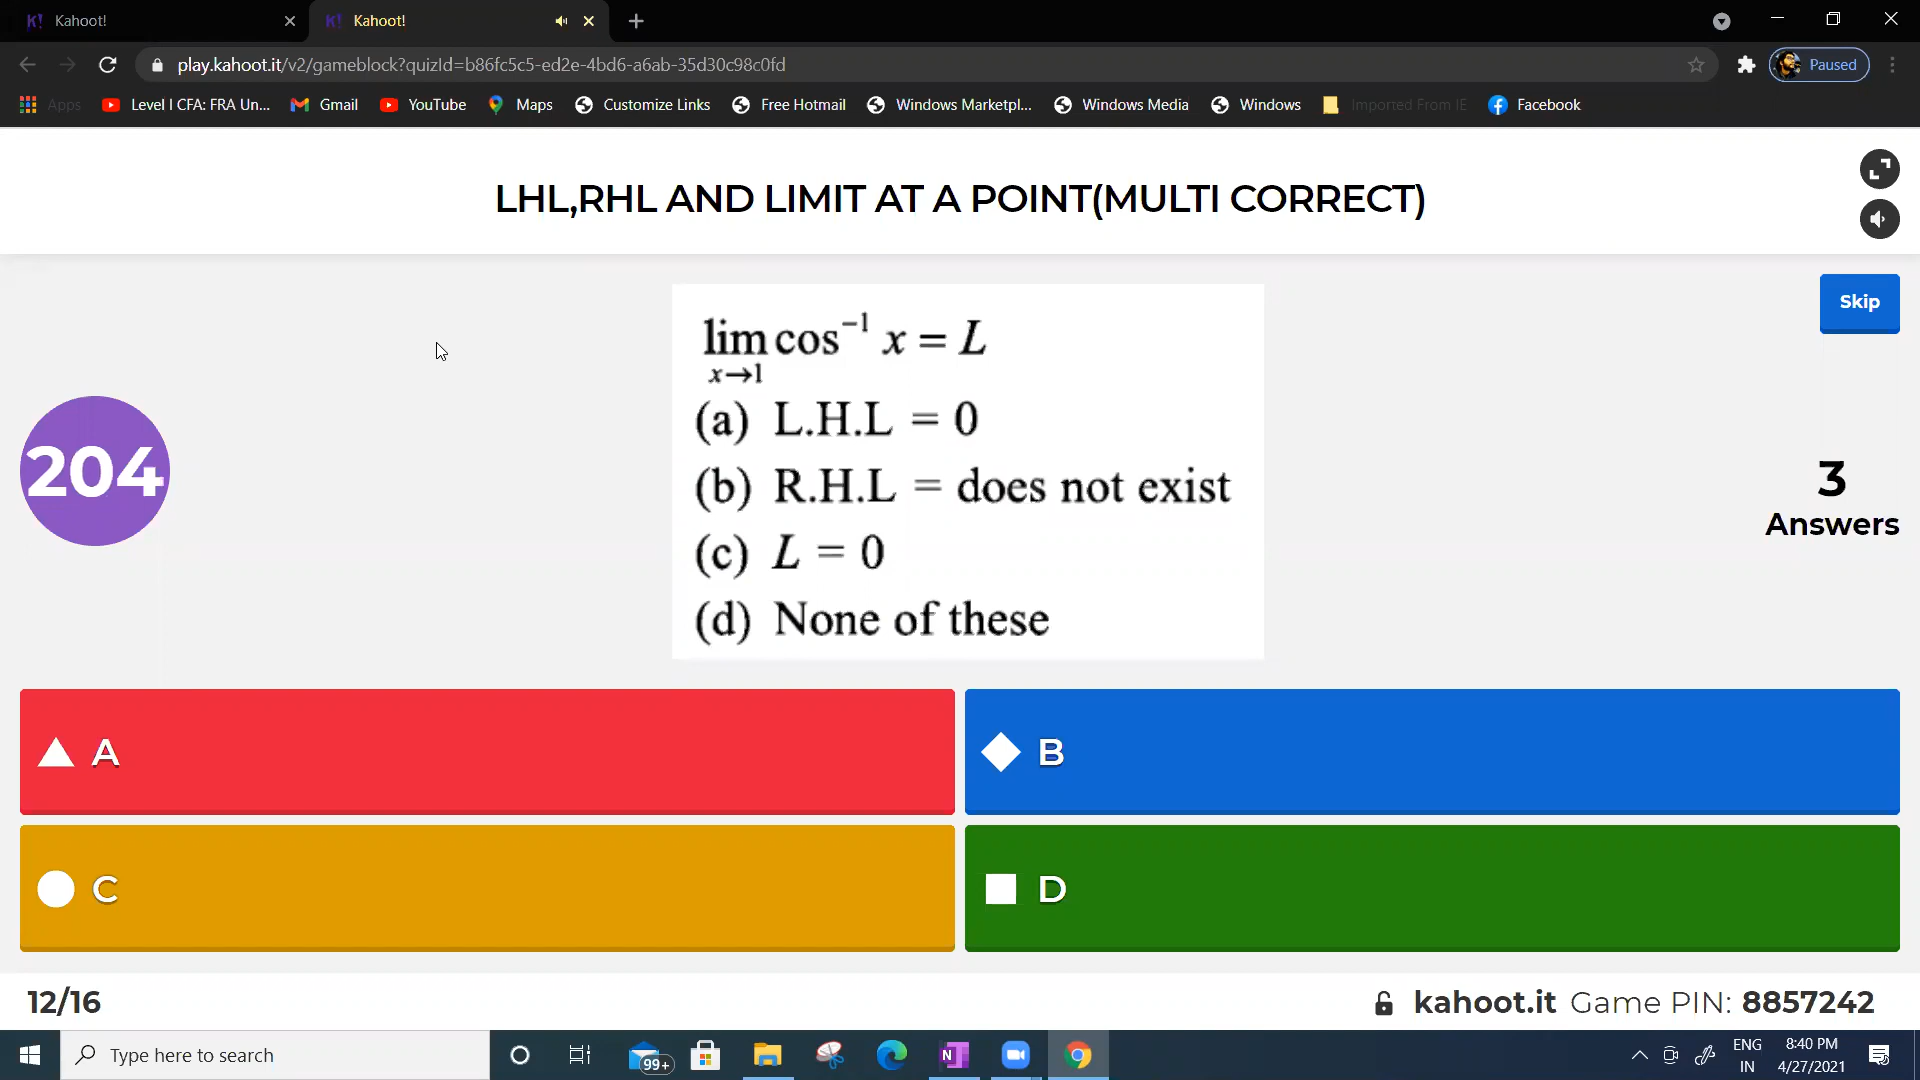 Kahoot!
Kahoot!
play.kahoot.it/v2/gameblock?quizId=b86fc5c5-ed2e-4bd6-a6ab-35d30c98c0fd
Paused
Apps
Level I CFA: FRA Un...
Gmail
YouTube
Maps
Customize Links
Free Hotmail
Windows Marketpl...
Windows Media
Windows
Imported From IE
Facebook
LHL,RHL AND LIMIT AT A POINT(MULTI CORRECT)
Skip
lim cos⁻¹ x = L
x→1
(a) L.H.L = 0
(b) R.H.L = does not exist
(c) L = 0
(d) None of these
204
3
Answers
A
B
C
D
12/16
kahoot.it Game PIN: 8857242
Type here to search
99+
ENG
IN
8:40 PM
4/27/2021